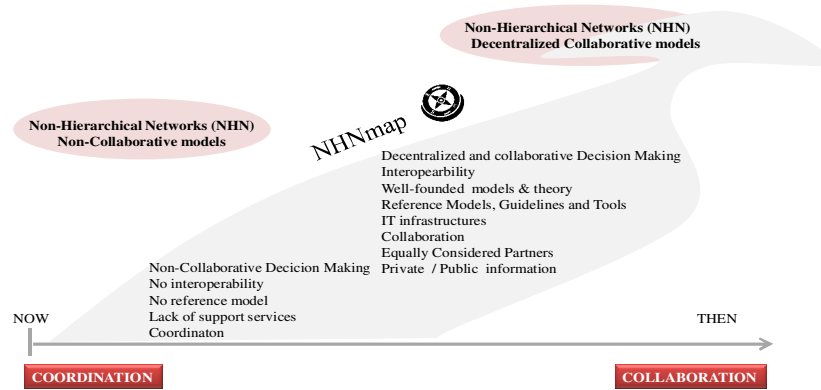 Non-Hierarchical Networks (NHN)
Decentralized Collaborative models
Non-Hierarchical Networks (NHN)
Non-Collaborative models
NHNmap
Decentralized and collaborative Decision Making
Interopearbility
Well-founded models & theory
Reference Models, Guidelines and Tools
IT infrastructures
Collaboration
Equally Considered Partners
Private / Public information
Non-Collaborative Decicion Making
No interoperability
No reference model
Lack of support services
Coordinaton
NOW
THEN
COORDINATION
COLLABORATION